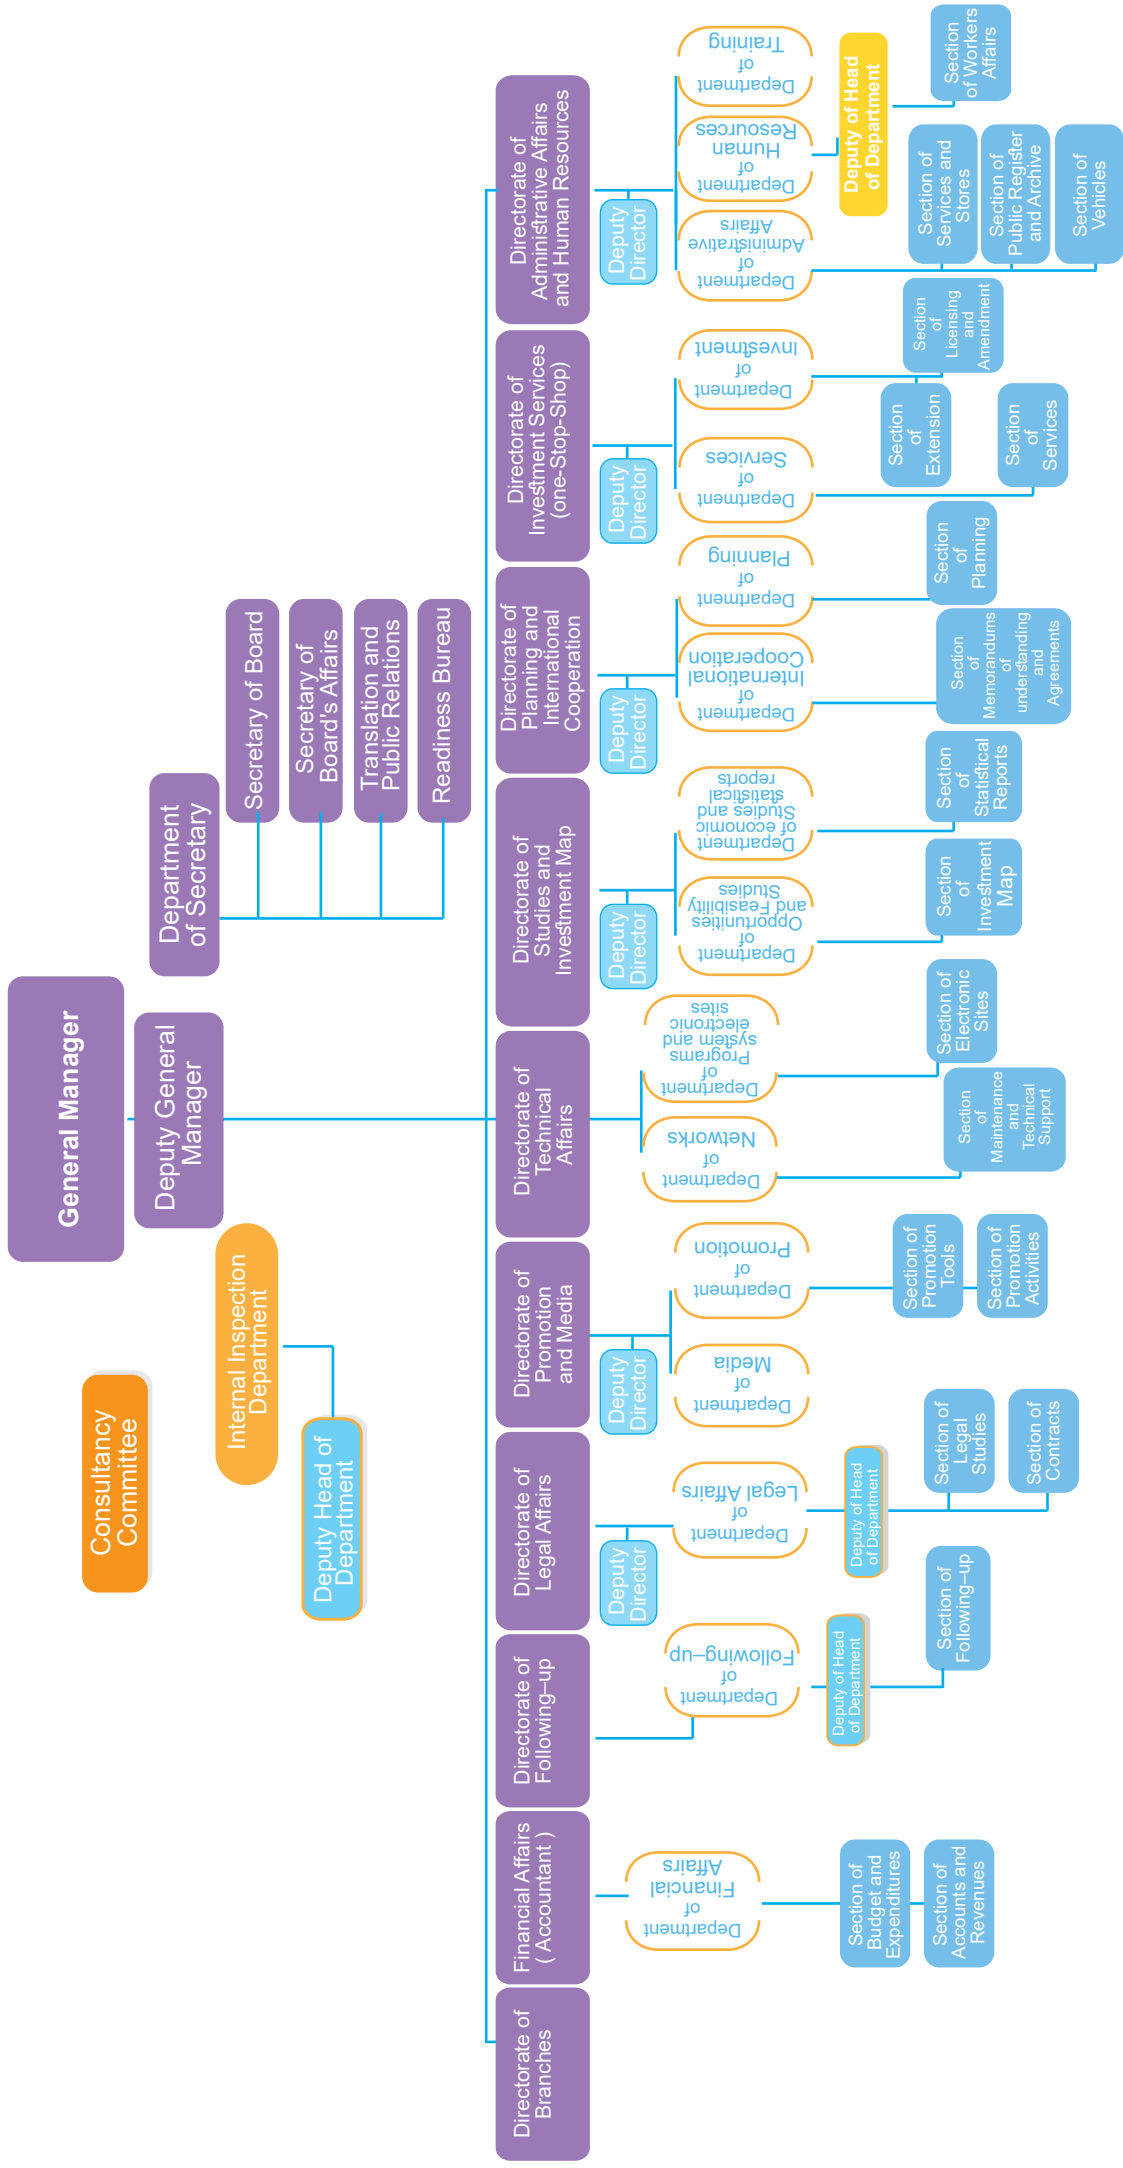 General Manager
Deputy General
Manager
Department
of Secretary
Secretary of Board
Secretary of
Board's Affairs
Translation and
Public Relations
Readiness Bureau
Consultancy
Committee
Internal Inspection
Department
Deputy Head of
Department
Directorate of
Branches
Financial Affairs
( Accountant )
Directorate of
Following–up
Directorate of
Legal Affairs
Directorate of
Promotion
and Media
Directorate of
Technical
Affairs
Directorate of
Studies and
Investment Map
Directorate of
Planning and
International
Cooperation
Directorate of
Investment Services
(one-Stop-Shop)
Directorate of
Administrative Affairs
and Human Resources
Deputy
Director
Deputy
Director
Deputy
Director
Deputy
Director
Deputy
Director
Deputy
Director
Department
of
Financial
Affairs
Department
of
Following–up
Department
of
Legal Affairs
Department
of
Media
Department
of
Promotion
Department
of
Networks
Department
of
Programs
system and
electronic
sites
Department
of
Opportunities
and Feasibility
Studies
Department
of economic
Studies and
statistical
reports
Department
of
International
Cooperation
Department
of
Planning
Department
of
Services
Department
of
Investment
Department
of
Administrative
Affairs
Department
of
Human
Resources
Department
of
Training
Deputy of Head
of Department
Deputy of Head
of Department
Deputy of Head
of Department
Section of
Budget and
Expenditures
Section of
Accounts and
Revenues
Section of
Following–up
Section of
Legal
Studies
Section of
Contracts
Section of
Promotion
Tools
Section of
Promotion
Activities
Section
of
Maintenance
and
Technical
Support
Section of
Electronic
Sites
Section
of
Investment
Map
Section
of
Statistical
Reports
Section
of
Memorandums
of
understanding
and
Agreements
Section
of
Planning
Section
of
Services
Section
of
Extension
Section
of
Licensing
and
Amendment
Section of
Services and
Stores
Section of
Public Register
and Archive
Section of
Vehicles
Section
of Workers
Affairs